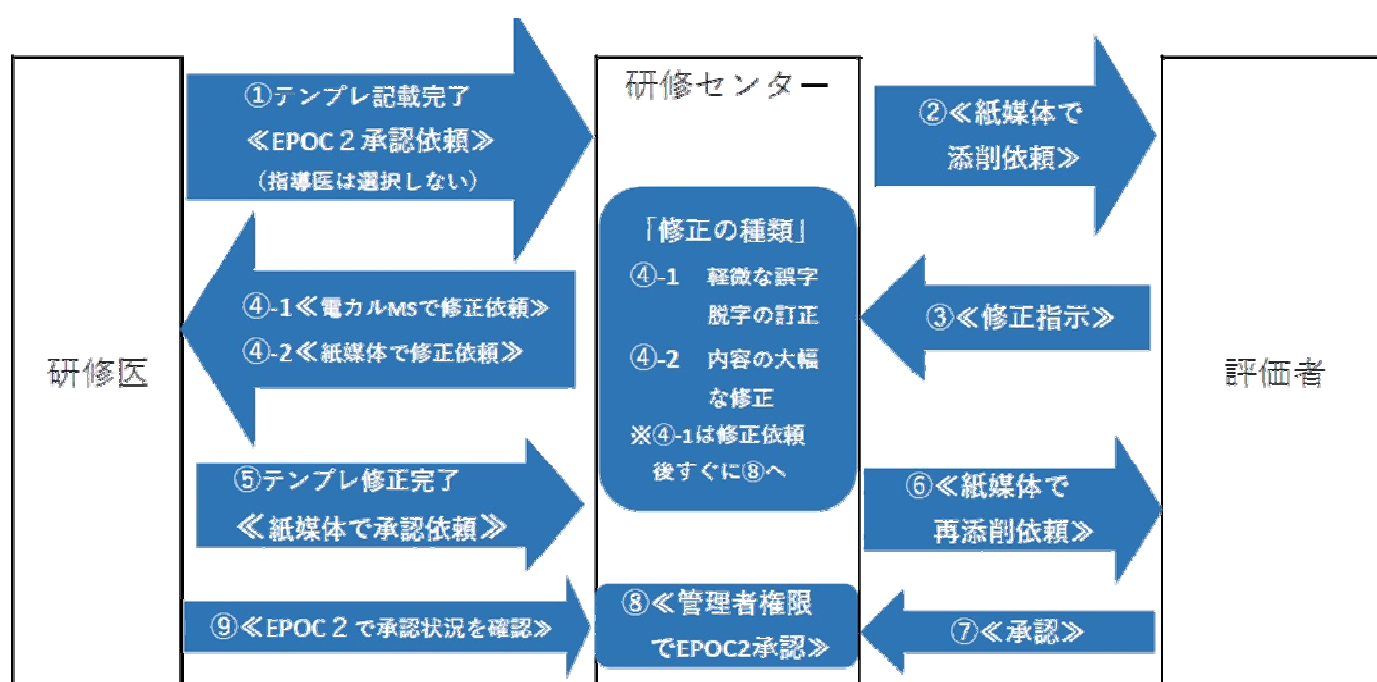 研修医
①テンプレ記載完了
≪EPOC２承認依頼≫
（指導医は選択しない）
研修センター
②≪紙媒体で
添削依頼≫
評価者
③≪修正指示≫
「修正の種類」
④-1 軽微な誤字
脱字の訂正
④-2 内容の大幅
な修正
※④-1は修正依頼
後すぐに⑧へ
④-1≪電カルMSで修正依頼≫
④-2≪紙媒体で修正依頼≫
⑤テンプレ修正完了
≪紙媒体で承認依頼≫
⑥≪紙媒体で
再添削依頼≫
⑦≪承認≫
⑧≪管理者権限
でEPOC2承認≫
⑨≪EPOC２で承認状況を確認≫